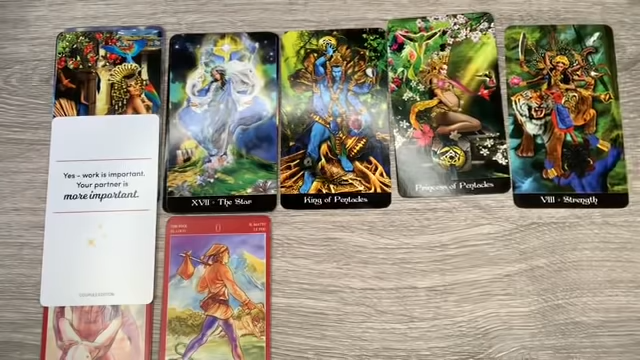 Yes – work is important.
Your partner is
more important.
XVII - The Star
King of Pentacles
Princess of Pentacles
VIII - Strength
0